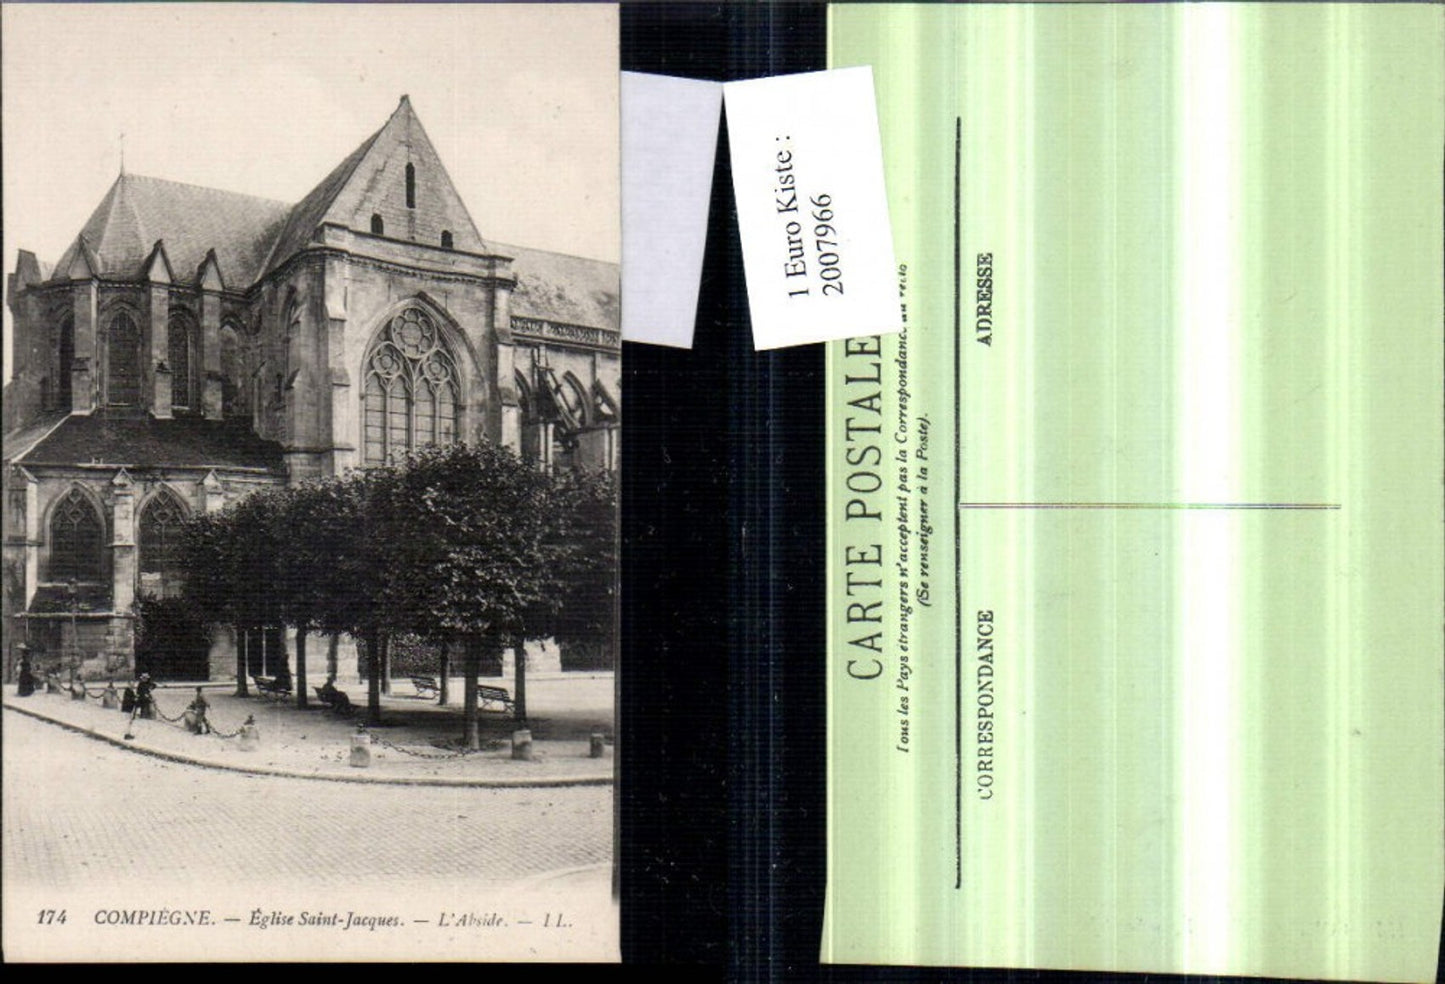 174 COMPIÈGNE. — Église Saint-Jacques. — L'Abside. — LL.
1 Euro Kiste :
2007966
CARTE POSTALE
Tous les Pays étrangers n'acceptent pas la Correspondance au recto
(Se renseigner à la Poste).
CORRESPONDANCE
ADRESSE